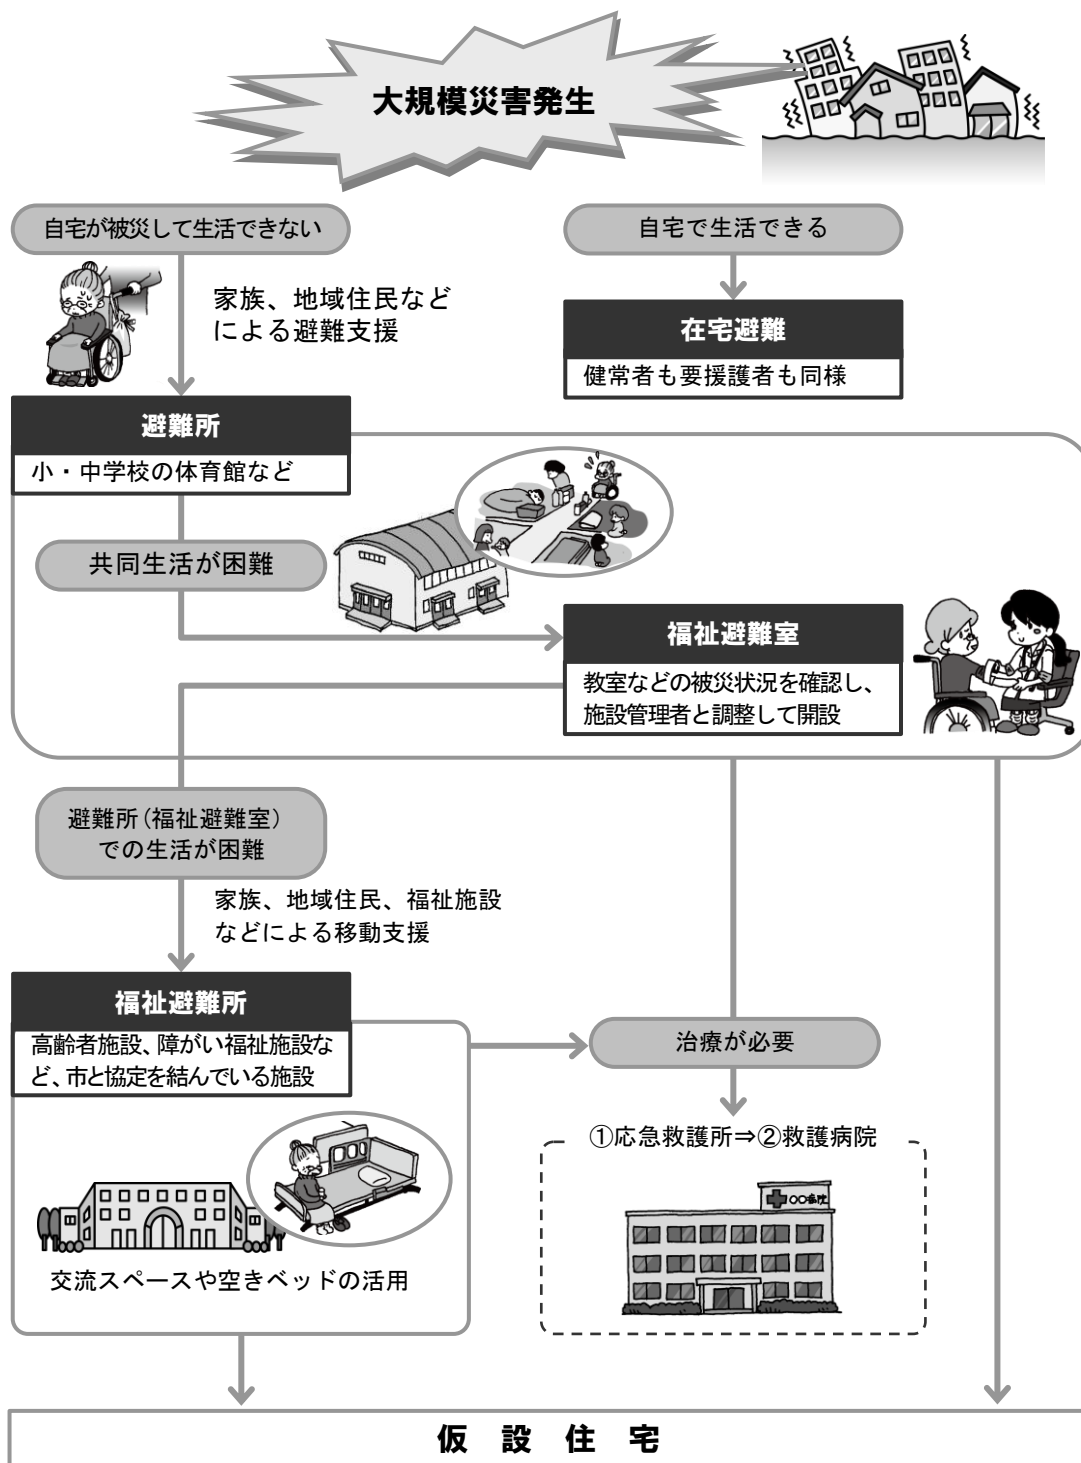 大規模災害発生
自宅が被災して生活できない
自宅で生活できる
家族、地域住民など
による避難支援
在宅避難
健常者も要援護者も同様
避難所
小・中学校の体育館など
共同生活が困難
福祉避難室
教室などの被災状況を確認し、
施設管理者と調整して開設
避難所(福祉避難室)
での生活が困難
家族、地域住民、福祉施設
などによる移動支援
福祉避難所
高齢者施設、障がい福祉施設な
ど、市と協定を結んでいる施設
交流スペースや空きベッドの活用
治療が必要
①応急救護所⇒②救護病院
〇〇病院
仮設住宅